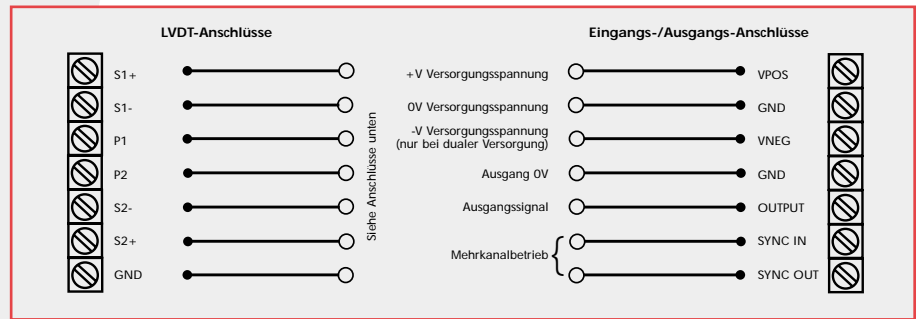 LVDT-Anschlüsse
S1+
S1-
P1
P2
S2-
S2+
GND
Siehe Anschlüsse unten
Eingangs-/Ausgangs-Anschlüsse
+V Versorgungsspannung
VPOS
0V Versorgungsspannung
GND
-V Versorgungsspannung
(nur bei dualer Versorgung)
VNEG
Ausgang 0V
GND
Ausgangssignal
OUTPUT
Mehrkanalbetrieb
SYNC IN
SYNC OUT